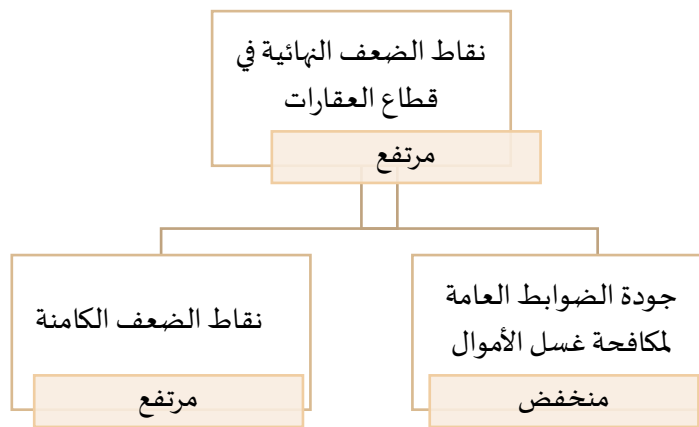 نقاط الضعف النهائية في
قطاع العقارات
مرتفع
جودة الضوابط العامة
لمكافحة غسل الأموال
منخفض
نقاط الضعف الكامنة
مرتفع